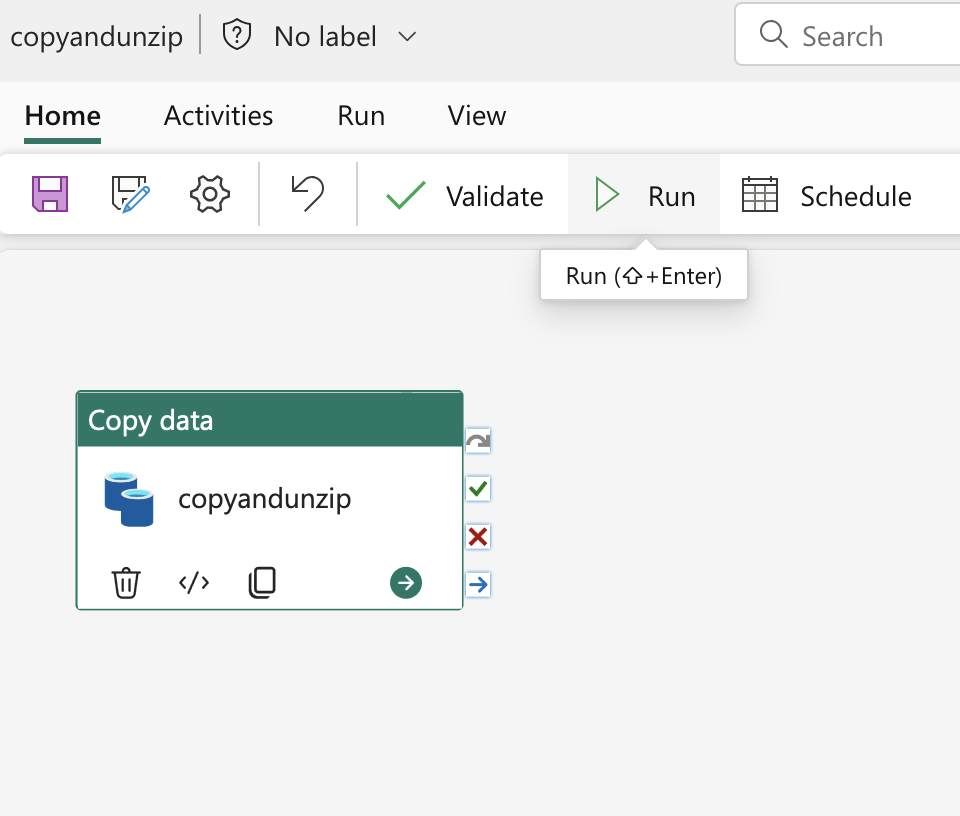 copyandunzip No label Search
Home Activities Run View
Validate Run Schedule
Run (⇧+Enter)
Copy data
copyandunzip